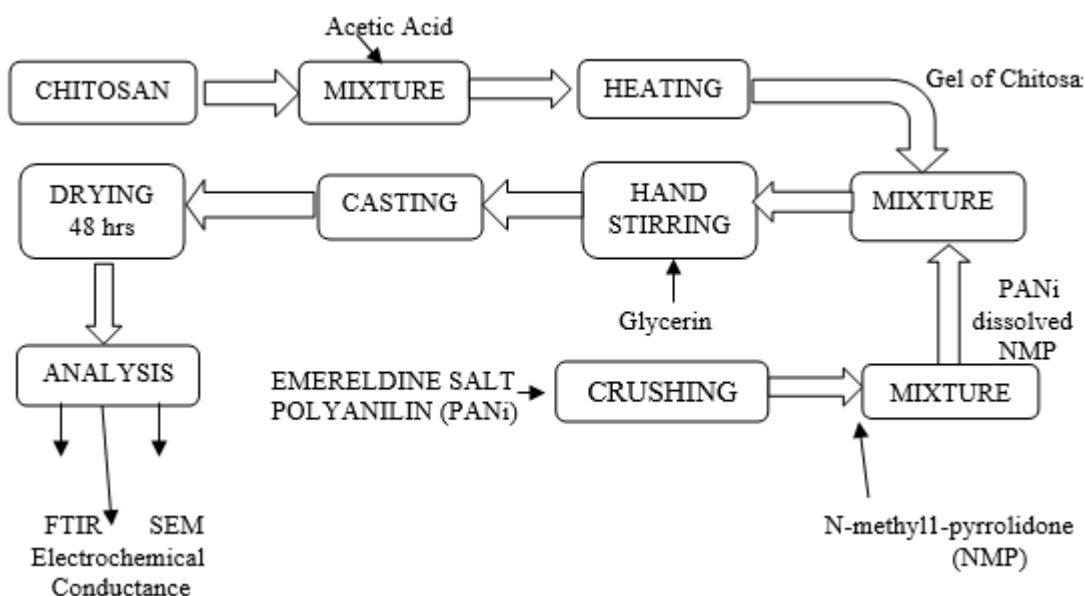 Acetic Acid
CHITOSAN
MIXTURE
HEATING
Gel of Chitosan
DRYING
48 hrs
CASTING
HAND
STIRRING
MIXTURE
Glycerin
PANi
dissolved
NMP
ANALYSIS
EMERELDINE SALT
POLYANILIN (PANi)
CRUSHING
MIXTURE
FTIR SEM
Electrochemical
Conductance
N-methyl1-pyrrolidone
(NMP)